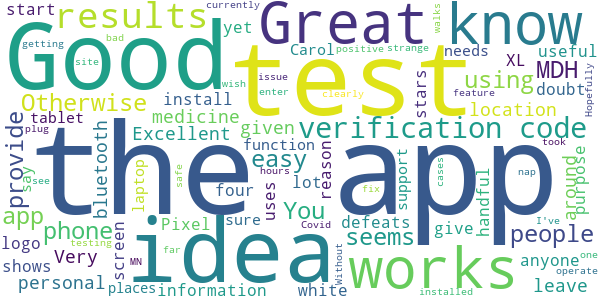 start results Great know
currently walks
getting bad yet Carol positive strange needs useful
Good test site wish enter issue feature XL MDH
Otherwise install clearly stars using location doubt Hopefully
tablet medicine given verification code
provide Excellent function easy reason
the app
say bluetooth laptop safe hours uses lot support cases handful around purpose
plug see four You fix took nap
app Pixel sure defeats give people
phone idea seems I've
logo testing screen Covid Without works anyone one
shows Very MN far operate
personal places information white installed leave